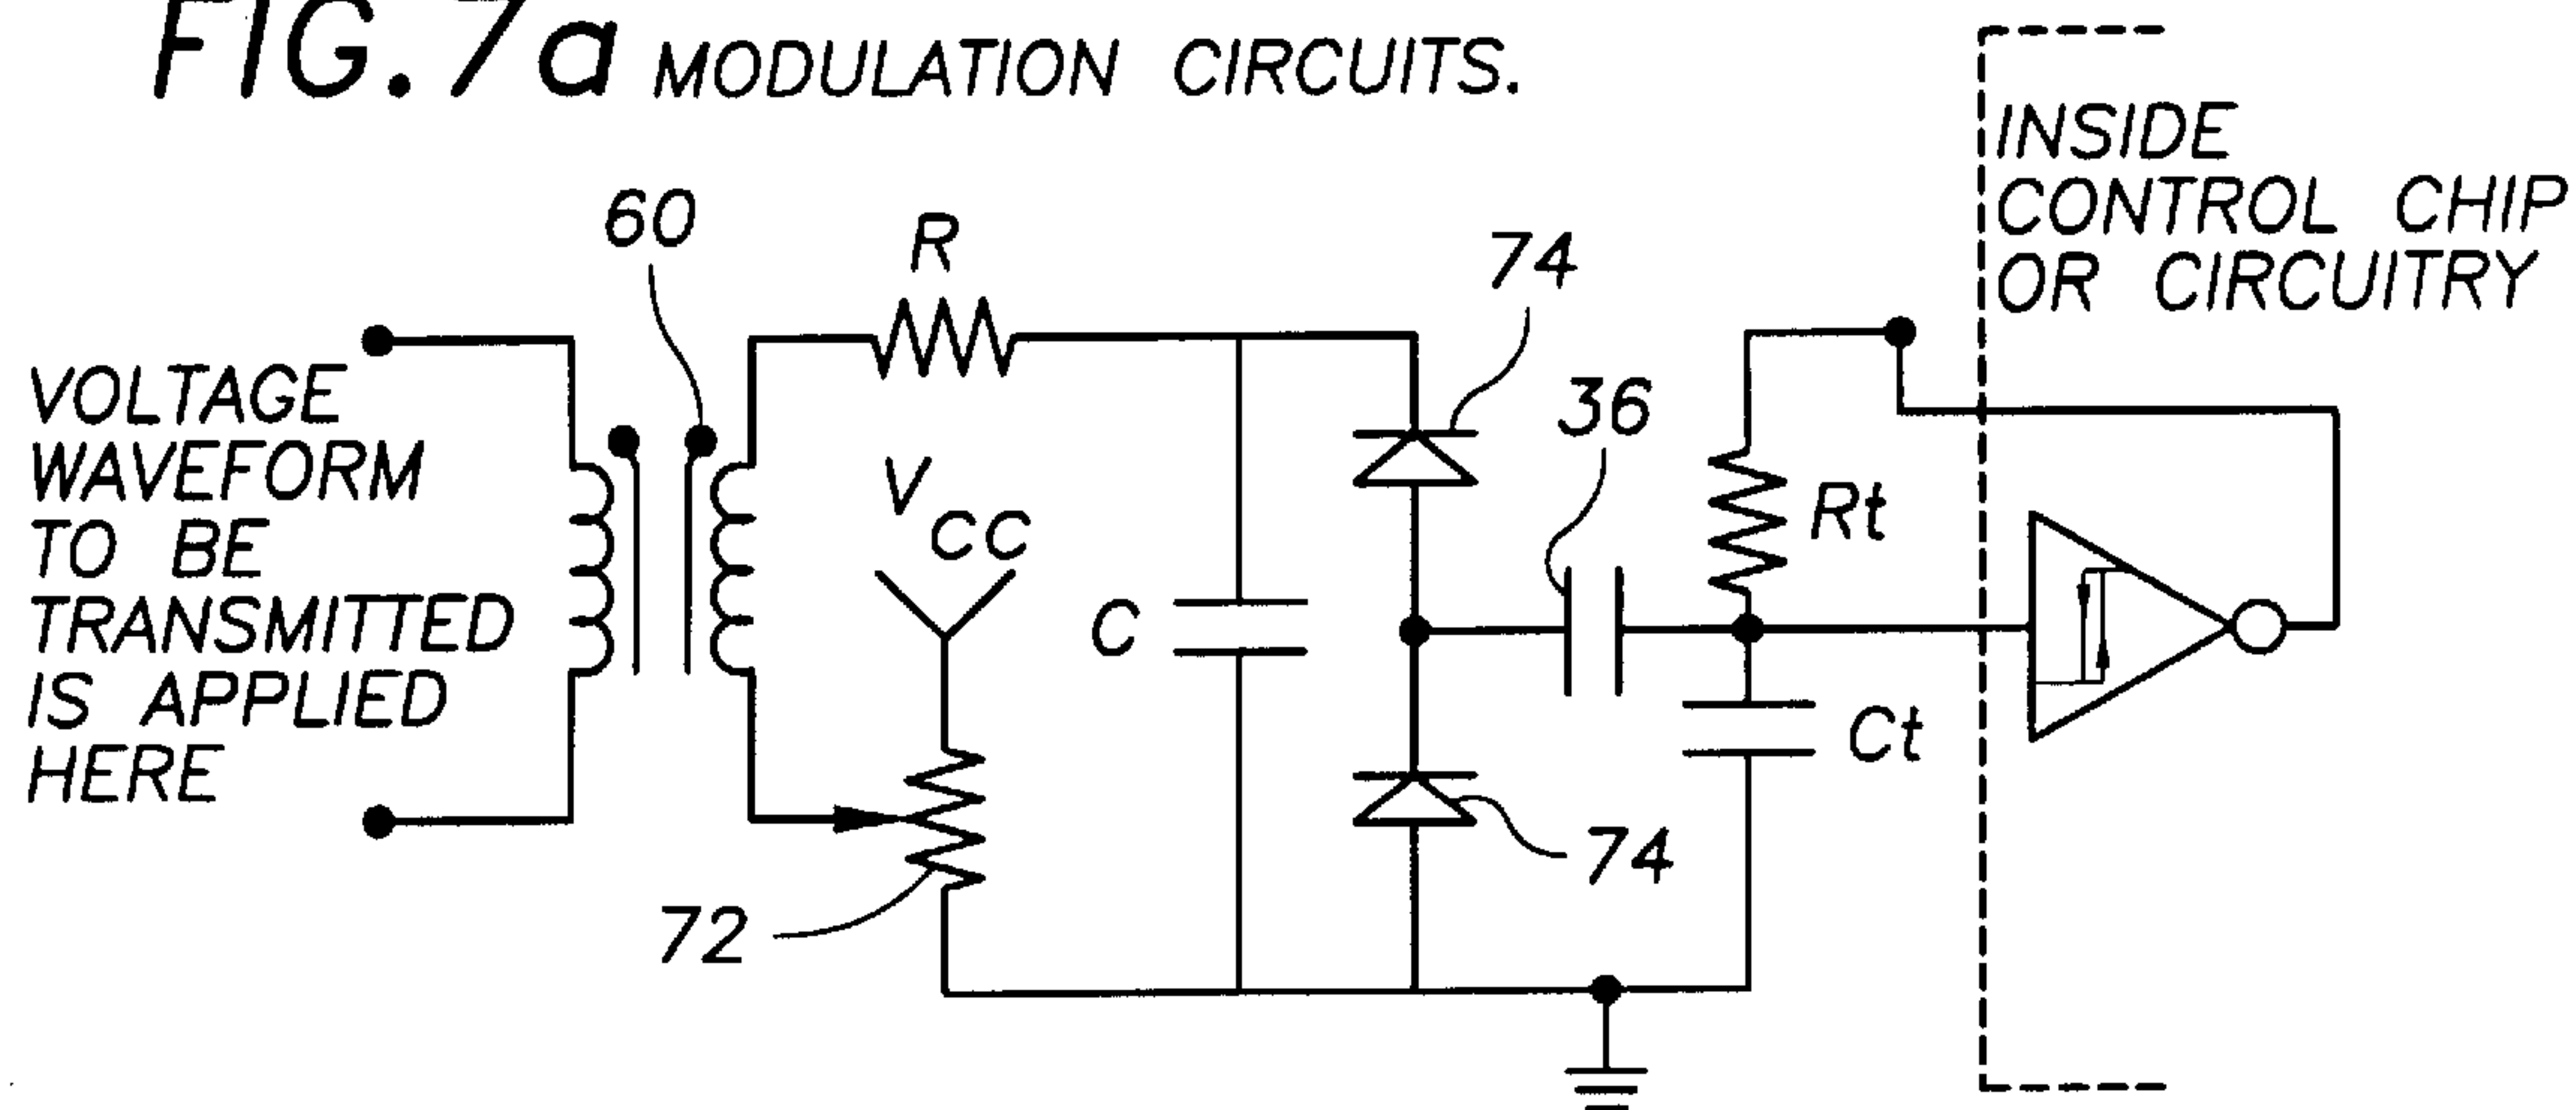 FIG. 7a MODULATION CIRCUITS.
INSIDE
CONTROL CHIP
OR CIRCUITRY
60
R
74
36
VOLTAGE
WAVEFORM
TO BE
TRANSMITTED
IS APPLIED
HERE
VCC
Rt
C
Ct
74
72